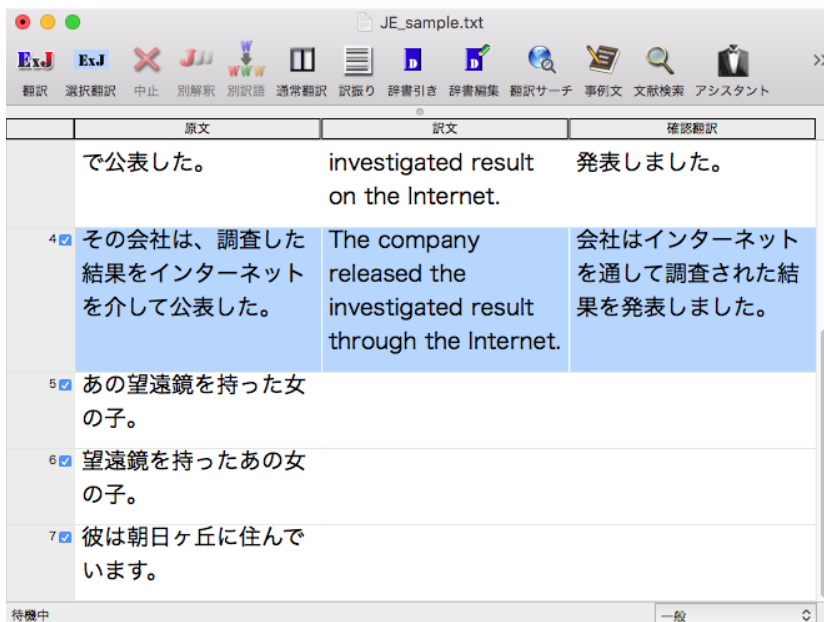 JE_sample.txt
ExJ ExJ J JJ W WWW D D
翻訳 選択翻訳 中止 別解釈 別訳語 通常翻訳 訳振り 辞書引き 辞書編集 翻訳サーチ 事例文 文献検索 アシスタント
原文 訳文 確認翻訳
で公表した。 investigated result 発表しました。
on the Internet.
4 その会社は、調査した The company 会社はインターネット
結果をインターネット released the を通して調査された結
を介して公表した。 investigated result 果を発表しました。
through the Internet.
5 あの望遠鏡を持った女
の子。
6 望遠鏡を持ったあの女
の子。
7 彼は朝日ヶ丘に住んで
います。
待機中 一般